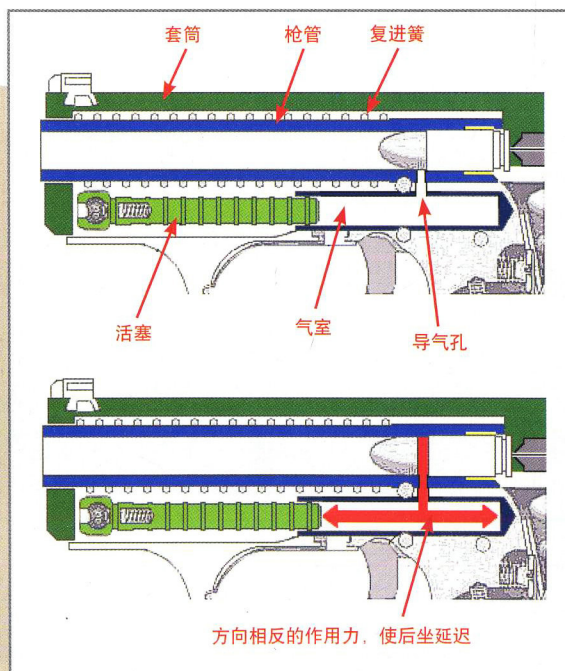 套筒
枪管
复进簧
活塞
气室
导气孔
方向相反的作用力，使后坐延迟